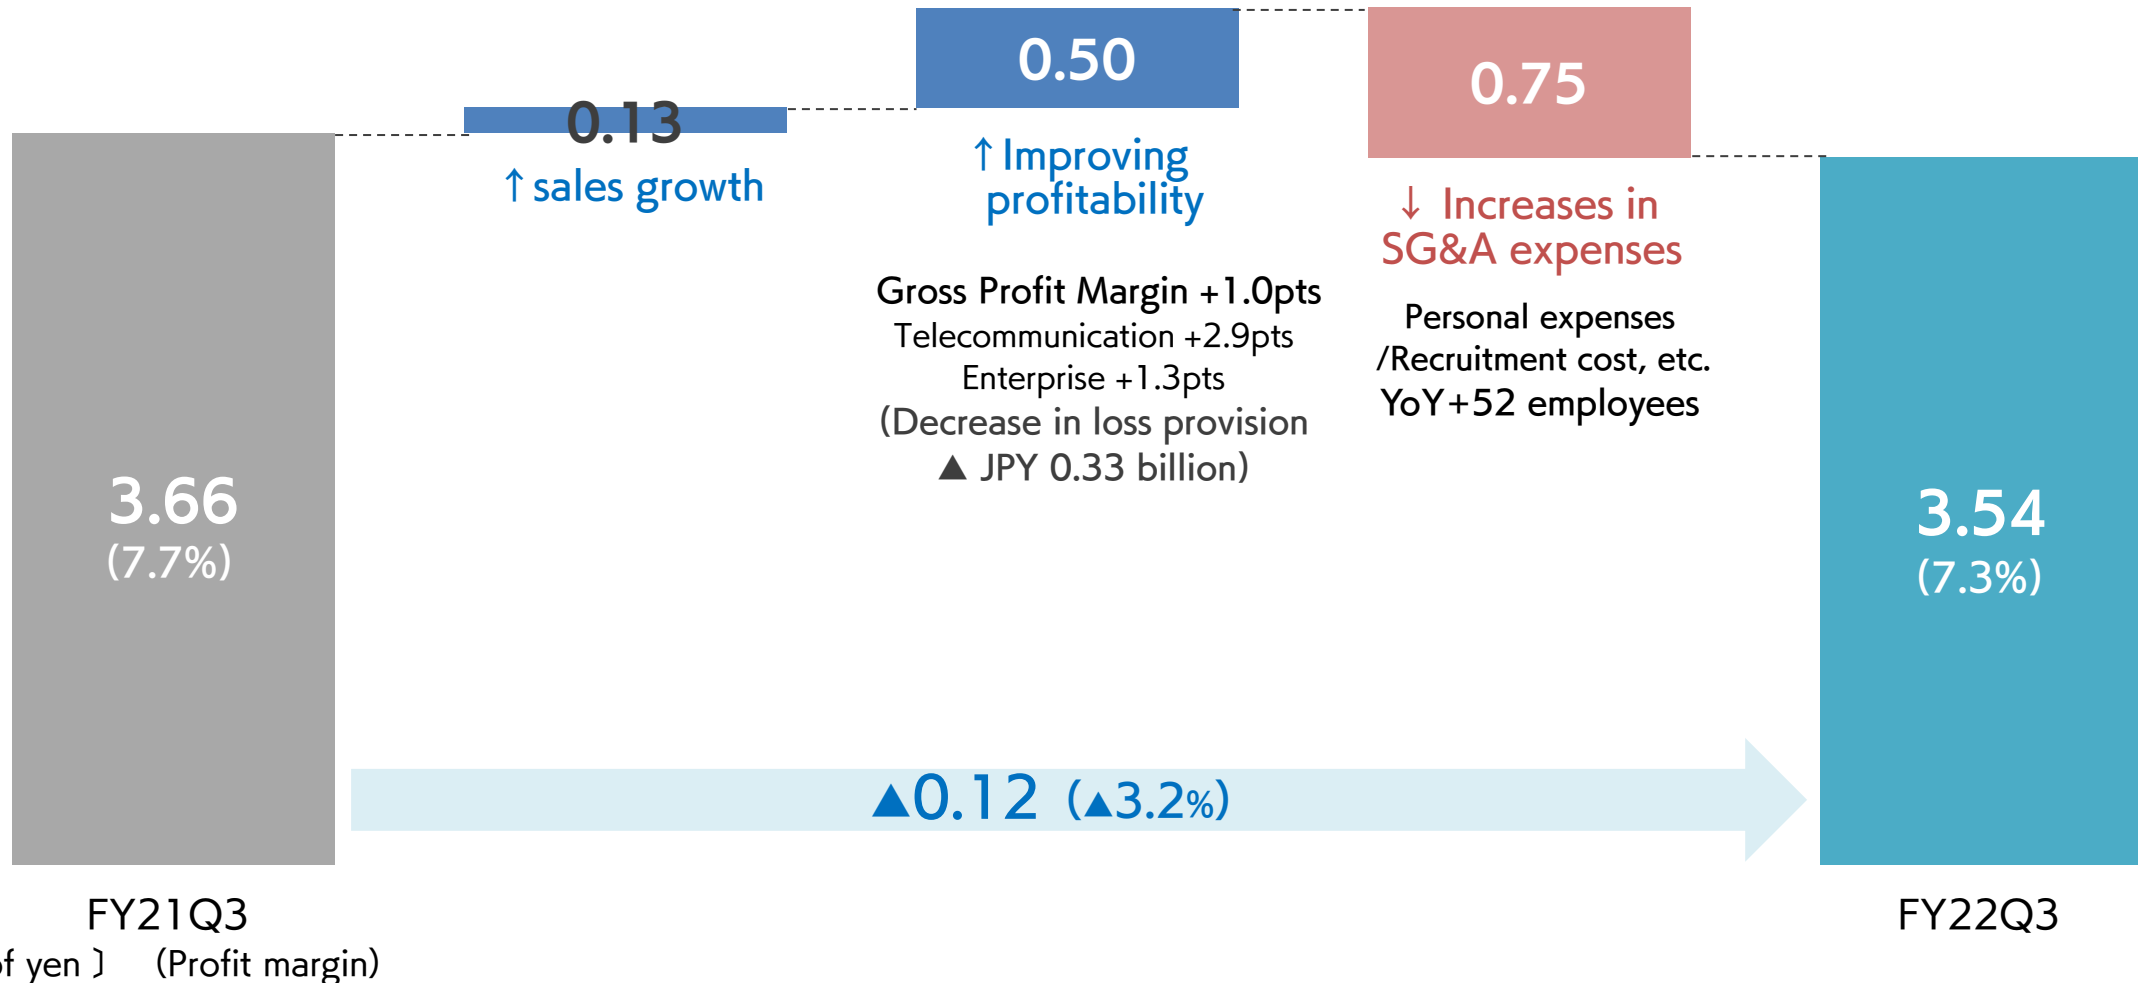 0.50
0.75
0.13
↑ sales growth
↑ Improving
profitability
↓ Increases in
SG&A expenses
Gross Profit Margin +1.0pts
Telecommunication +2.9pts
Enterprise +1.3pts
(Decrease in loss provision
▲ JPY 0.33 billion)
Personal expenses
/Recruitment cost, etc.
YoY+52 employees
3.66
(7.7%)
3.54
(7.3%)
▲0.12 (▲3.2%)
FY21Q3
FY22Q3
of yen 〕 (Profit margin)